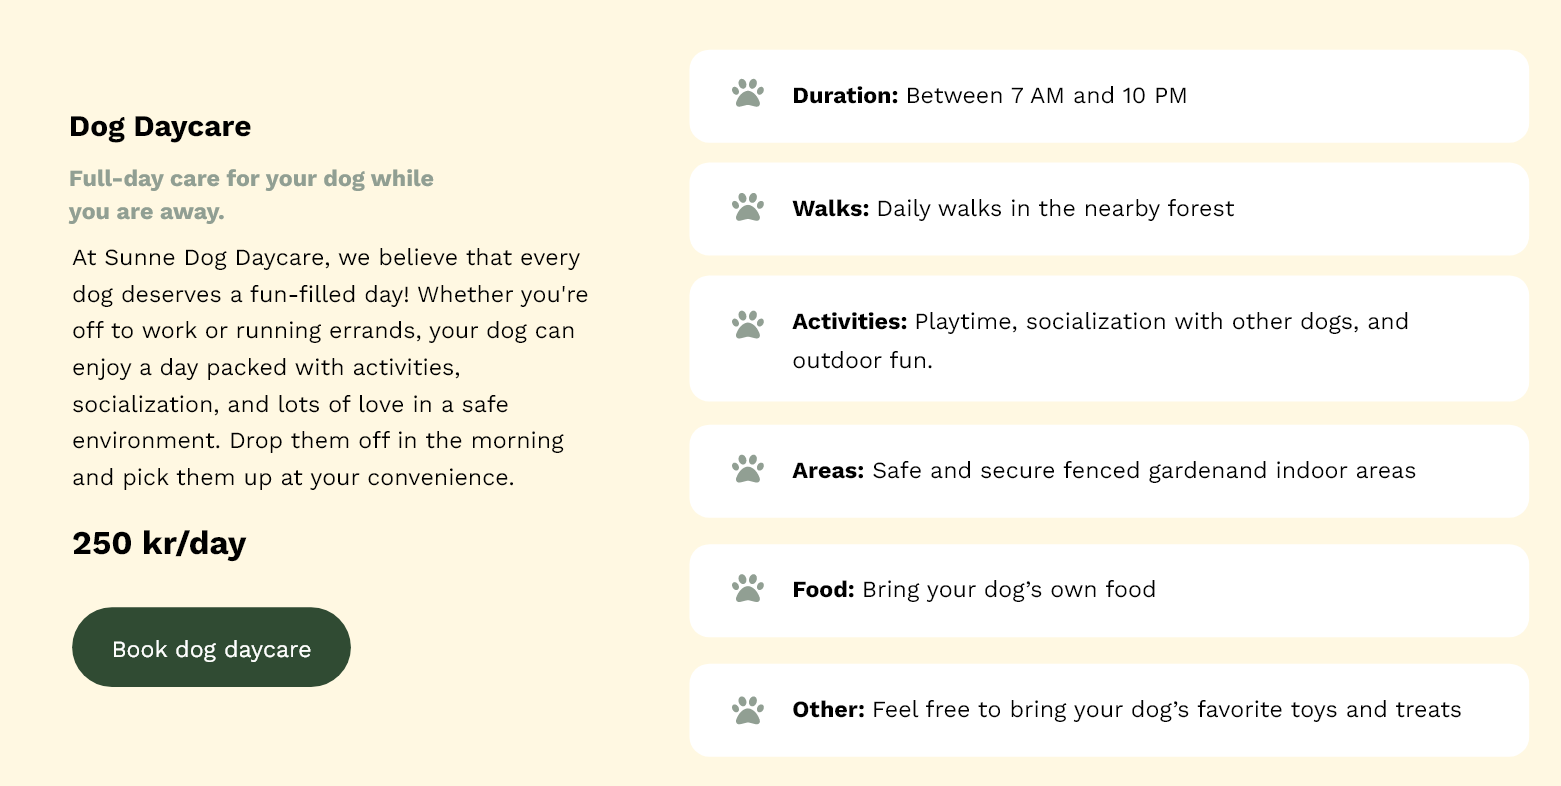 Dog Daycare
Full-day care for your dog while
you are away.
At Sunne Dog Daycare, we believe that every
dog deserves a fun-filled day! Whether you're
off to work or running errands, your dog can
enjoy a day packed with activities,
socialization, and lots of love in a safe
environment. Drop them off in the morning
and pick them up at your convenience.
250 kr/day
Book dog daycare
Duration: Between 7 AM and 10 PM
Walks: Daily walks in the nearby forest
Activities: Playtime, socialization with other dogs, and
outdoor fun.
Areas: Safe and secure fenced gardenand indoor areas
Food: Bring your dog’s own food
Other: Feel free to bring your dog’s favorite toys and treats